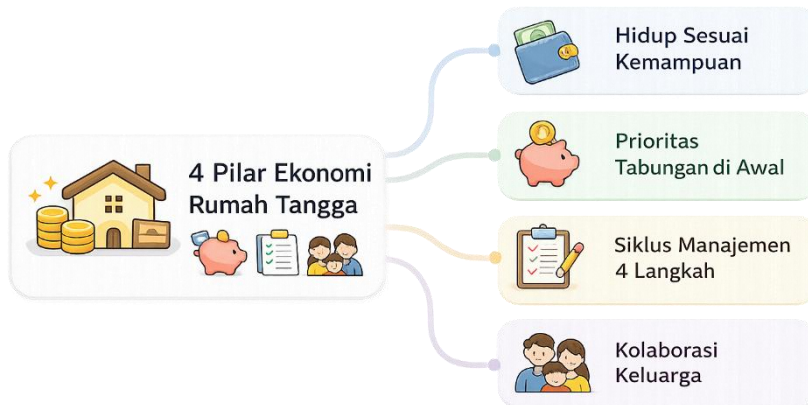 4 Pilar Ekonomi
Rumah Tangga
Hidup Sesuai
Kemampuan
Prioritas
Tabungan di Awal
Siklus Manajemen
4 Langkah
Kolaborasi
Keluarga